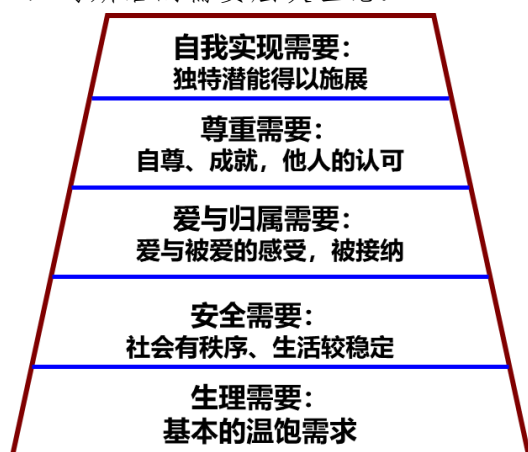 自我实现需要：
独特潜能得以施展
尊重需要：
自尊、成就，他人的认可
爱与归属需要：
爱与被爱的感受，被接纳
安全需要：
社会有秩序、生活较稳定
生理需要：
基本的温饱需求